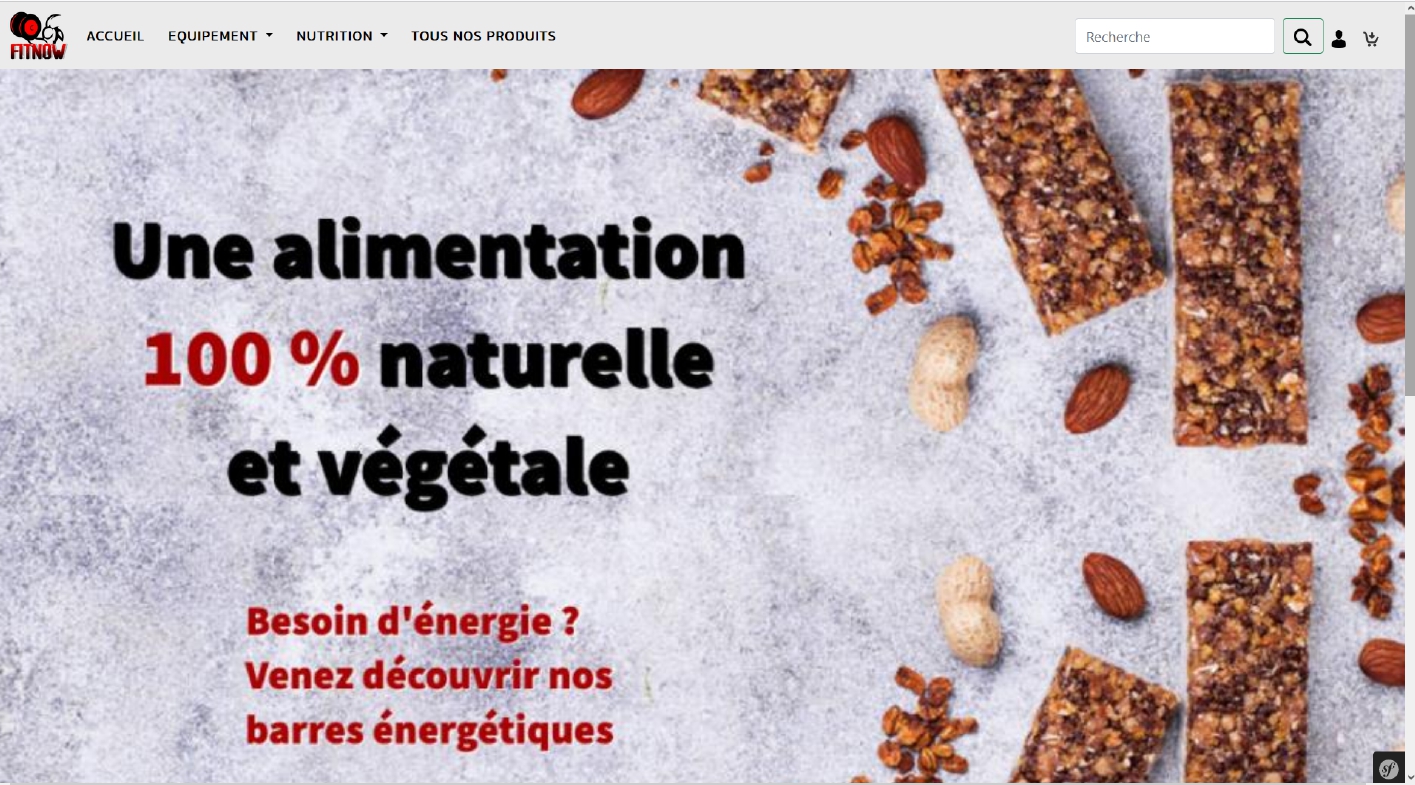 FITNOW
ACCUEIL EQUIPEMENT NUTRITION TOUS NOS PRODUITS
Recherche
Une alimentation
100 % naturelle
et végétale
Besoin d'énergie ?
Venez découvrir nos
barres énergétiques
sf